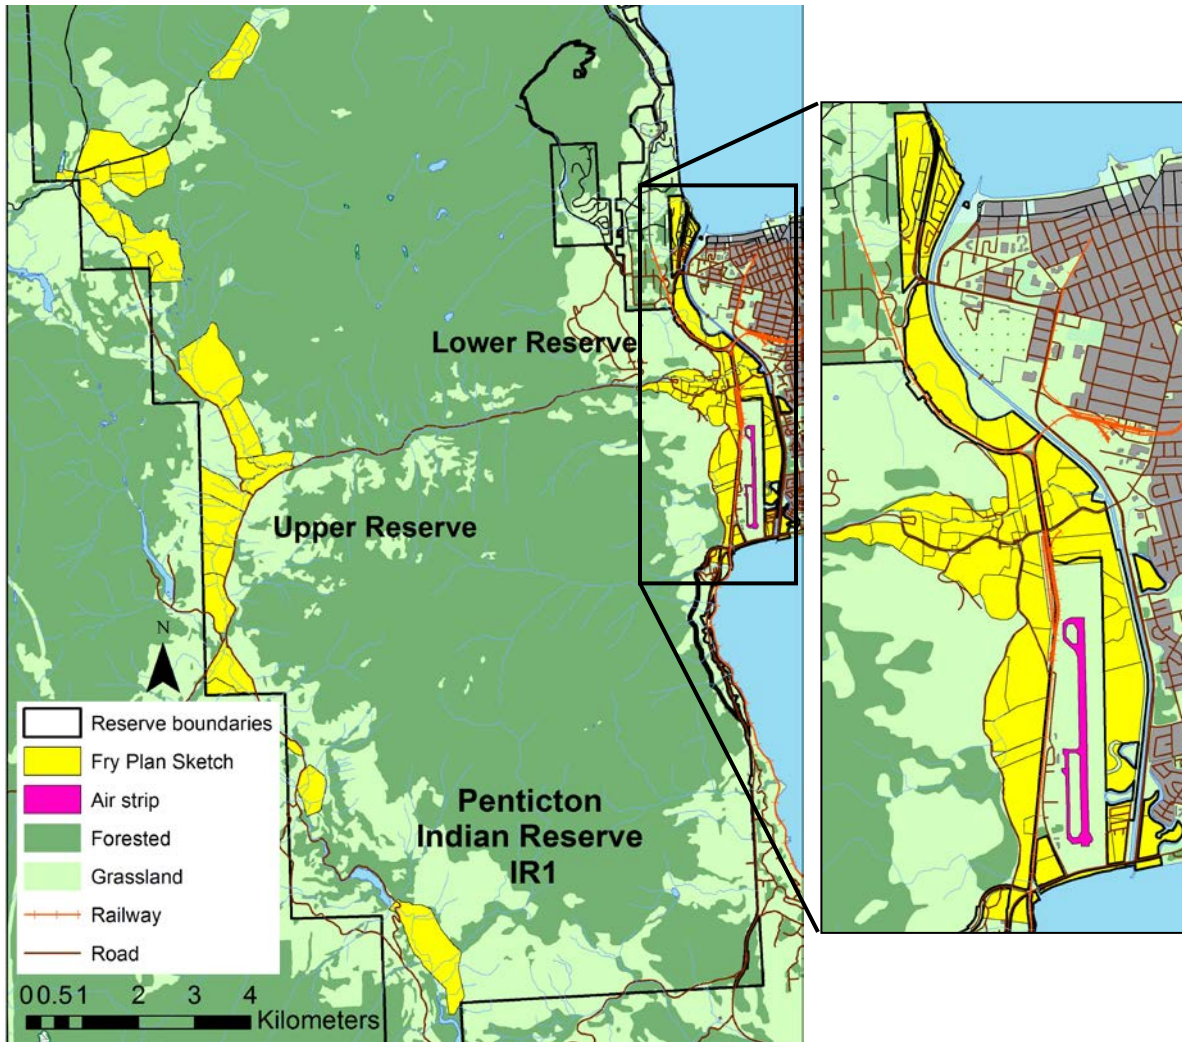 Lower Reserve
Upper Reserve
N
Reserve boundaries
Fry Plan Sketch
Air strip
Forested
Grassland
Railway
Road
Penticton
Indian Reserve
IR1
0 0.5 1 2 3 4
Kilometers